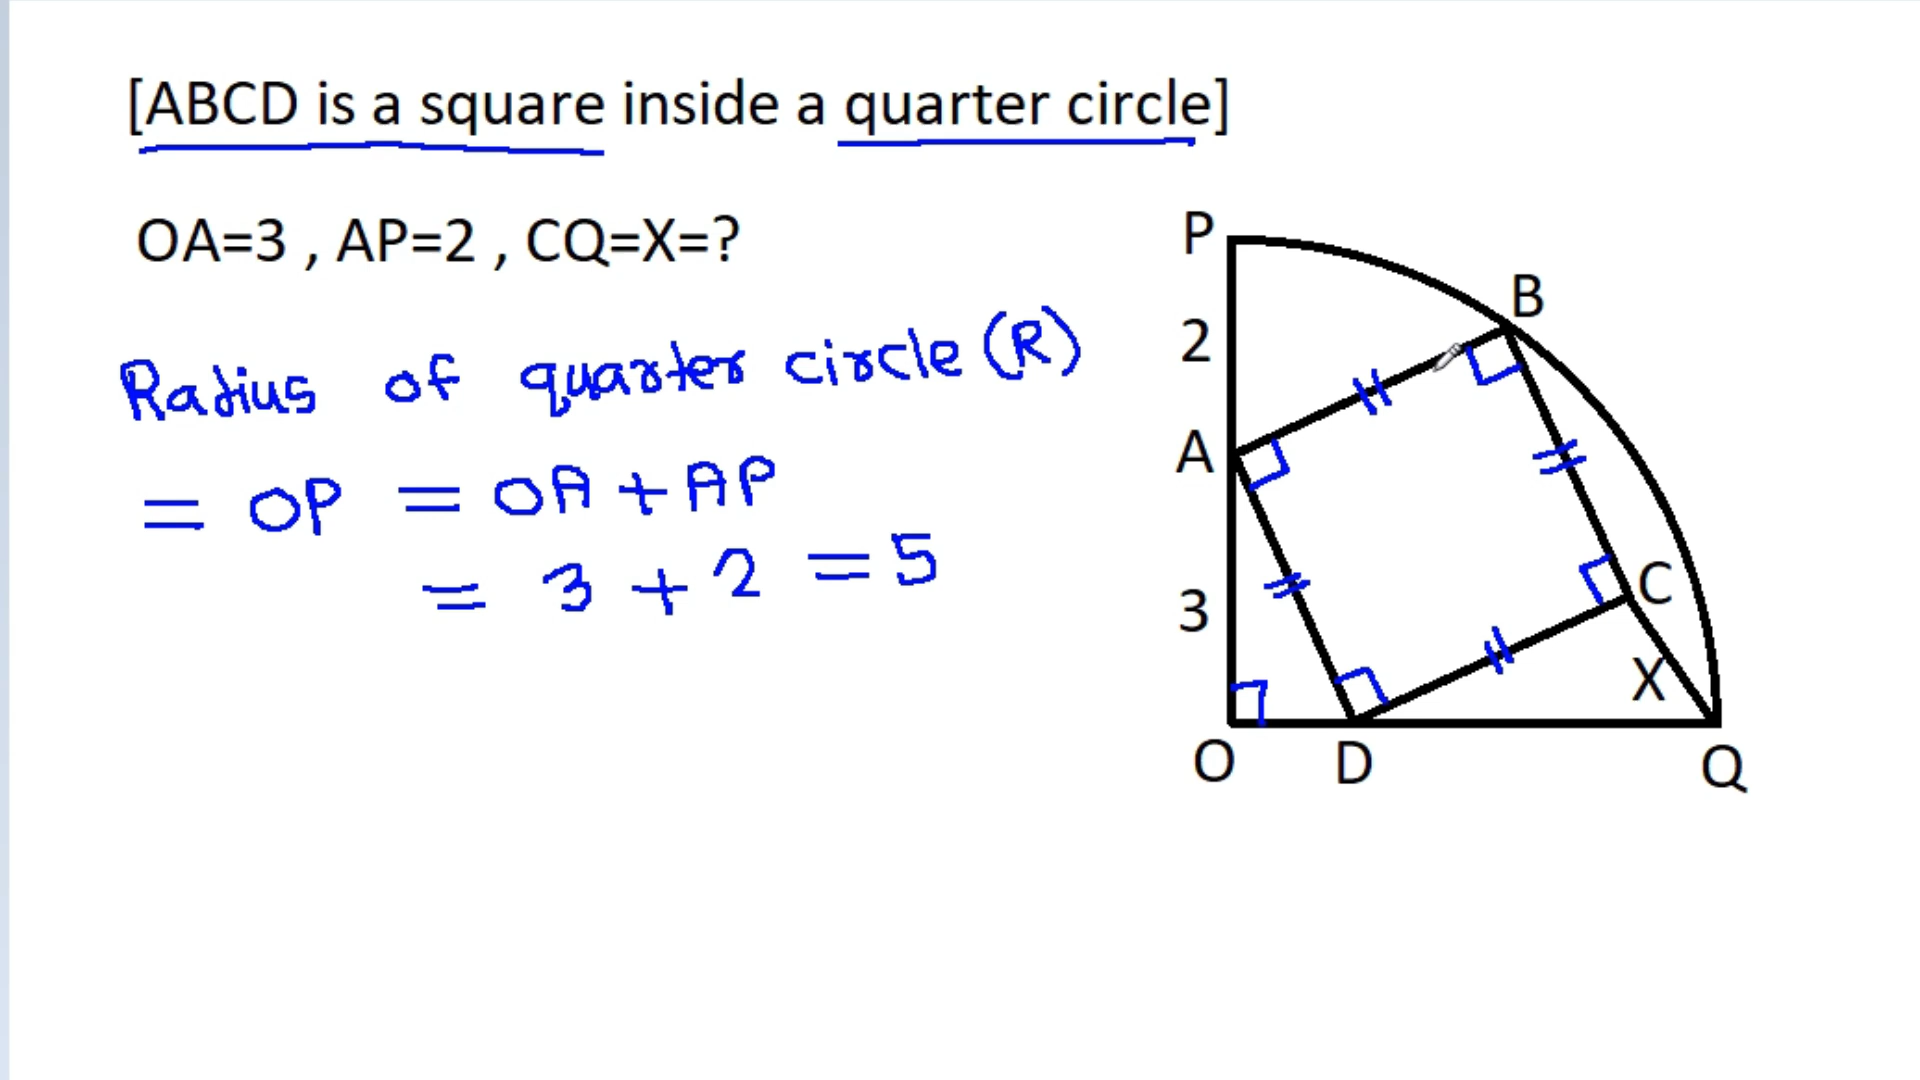 [ABCD is a square inside a quarter circle]
OA=3 , AP=2 , CQ=X=?
Radius of quarter circle (R)
= OP = OA + AP
= 3 + 2 = 5
P
B
2
A
C
3
X
O D Q